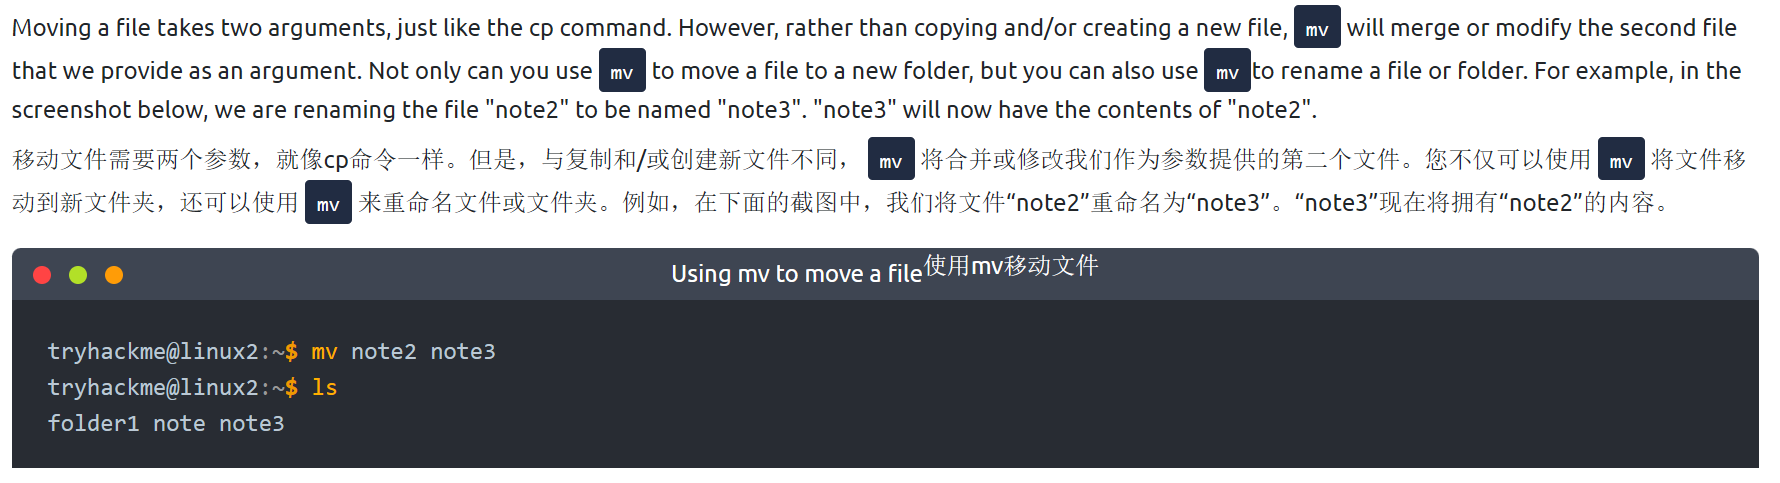 Moving a file takes two arguments, just like the cp command. However, rather than copying and/or creating a new file, mv will merge or modify the second file
that we provide as an argument. Not only can you use mv to move a file to a new folder, but you can also use mv to rename a file or folder. For example, in the
screenshot below, we are renaming the file "note2" to be named "note3". "note3" will now have the contents of "note2".
移动文件需要两个参数，就像cp命令一样。但是，与复制和/或创建新文件不同， mv 将合并或修改我们作为参数提供的第二个文件。您不仅可以使用 mv 将文件移
动到新文件夹，还可以使用 mv 来重命名文件或文件夹。例如，在下面的截图中，我们将文件“note2”重命名为“note3”。“note3”现在将拥有“note2”的内容。
Using mv to move a file使用mv移动文件
tryhackme@linux2:~$ mv note2 note3
tryhackme@linux2:~$ ls
folder1 note note3